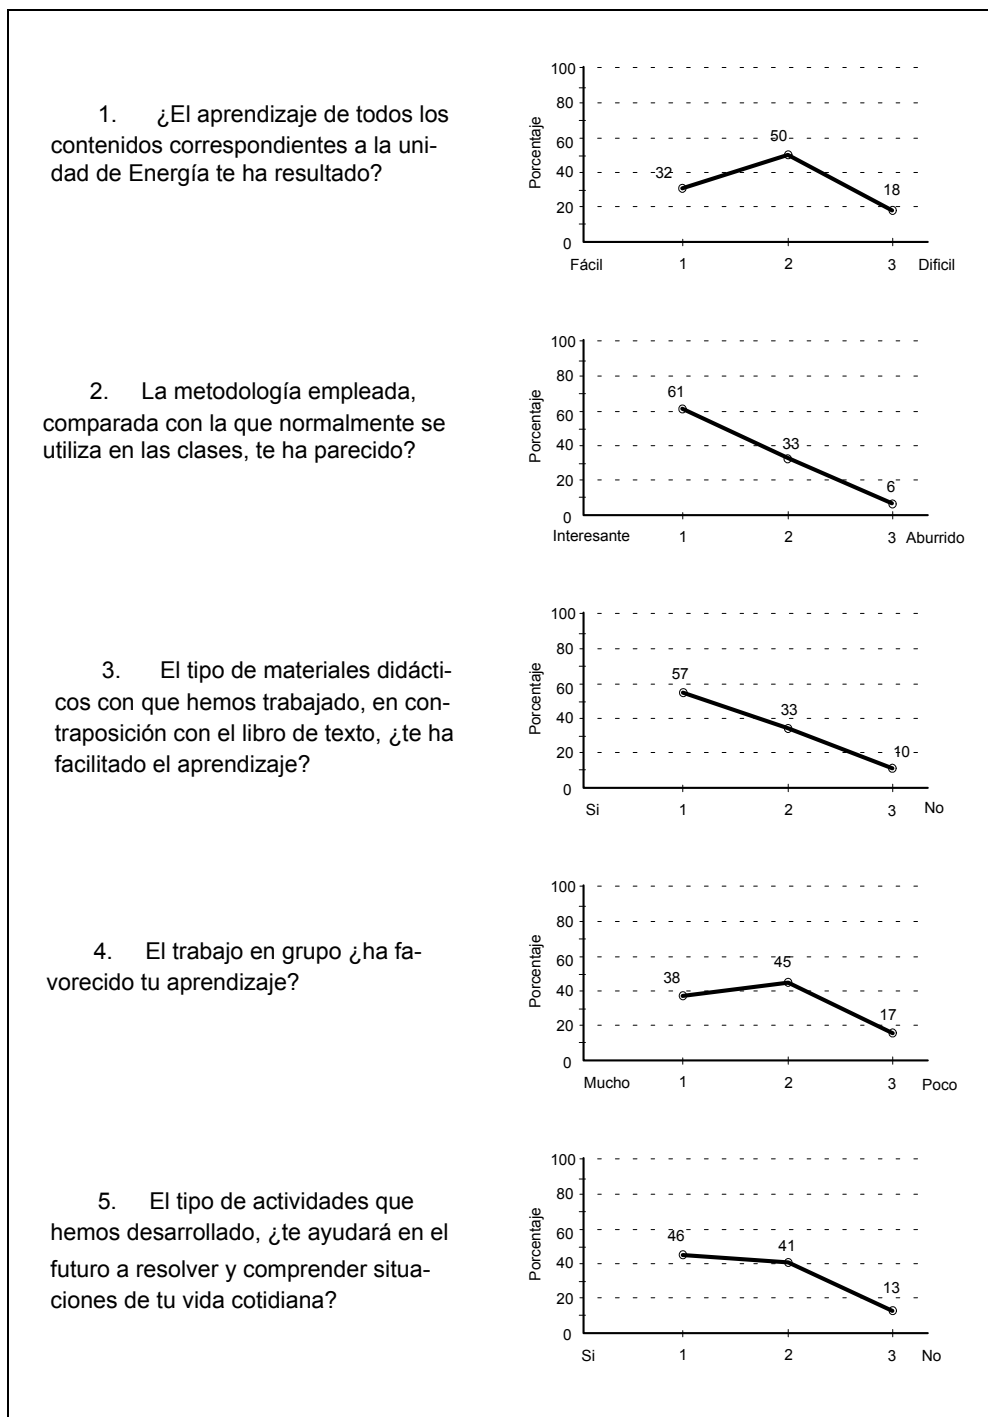 1. ¿El aprendizaje de todos los
contenidos correspondientes a la uni-
dad de Energía te ha resultado?
Porcentaje
100
80
60
40
20
0
32
50
18
Fácil 1 2 3 Dificil
2. La metodología empleada,
comparada con la que normalmente se
utiliza en las clases, te ha parecido?
Porcentaje
100
80
60
40
20
0
61
33
6
Interesante 1 2 3 Aburrido
3. El tipo de materiales didácti-
cos con que hemos trabajado, en con-
traposición con el libro de texto, ¿te ha
facilitado el aprendizaje?
Porcentaje
100
80
60
40
20
0
57
33
10
Si 1 2 3 No
4. El trabajo en grupo ¿ha fa-
vorecido tu aprendizaje?
Porcentaje
100
80
60
40
20
0
38
45
17
Mucho 1 2 3 Poco
5. El tipo de actividades que
hemos desarrollado, ¿te ayudará en el
futuro a resolver y comprender situa-
ciones de tu vida cotidiana?
Porcentaje
100
80
60
40
20
0
46
41
13
Si 1 2 3 No